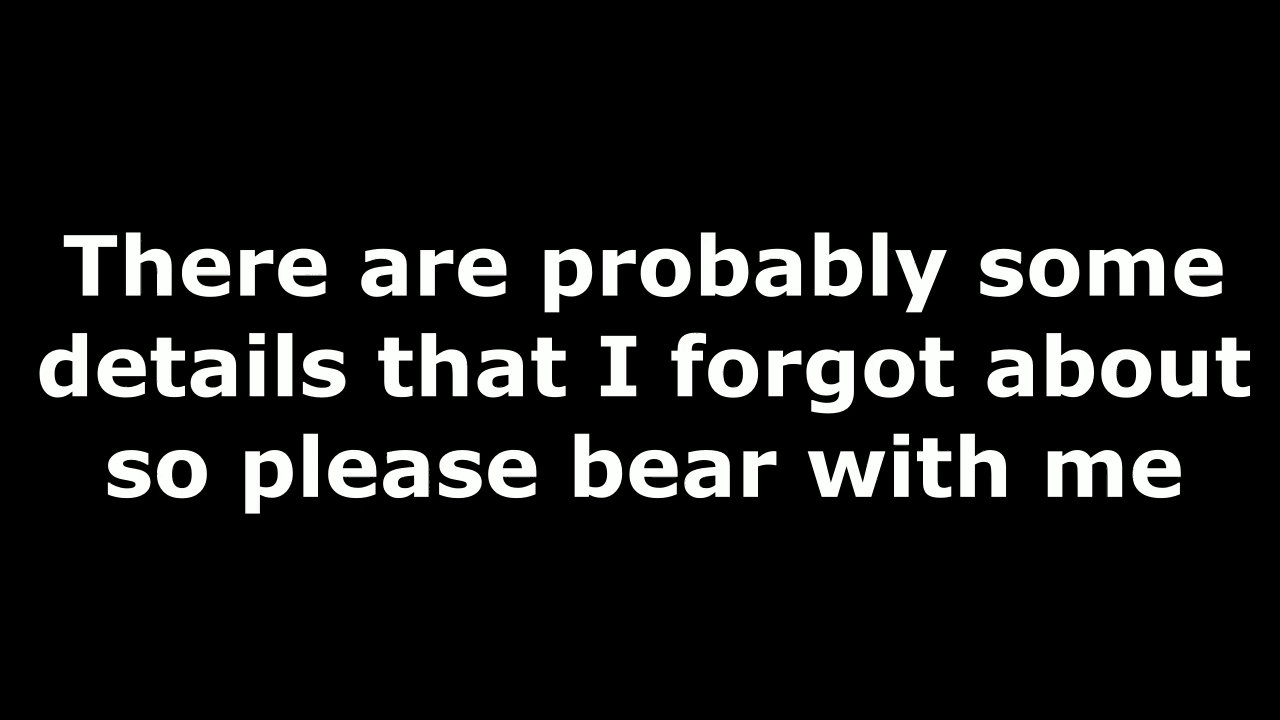 There are probably some
details that I forgot about
so please bear with me